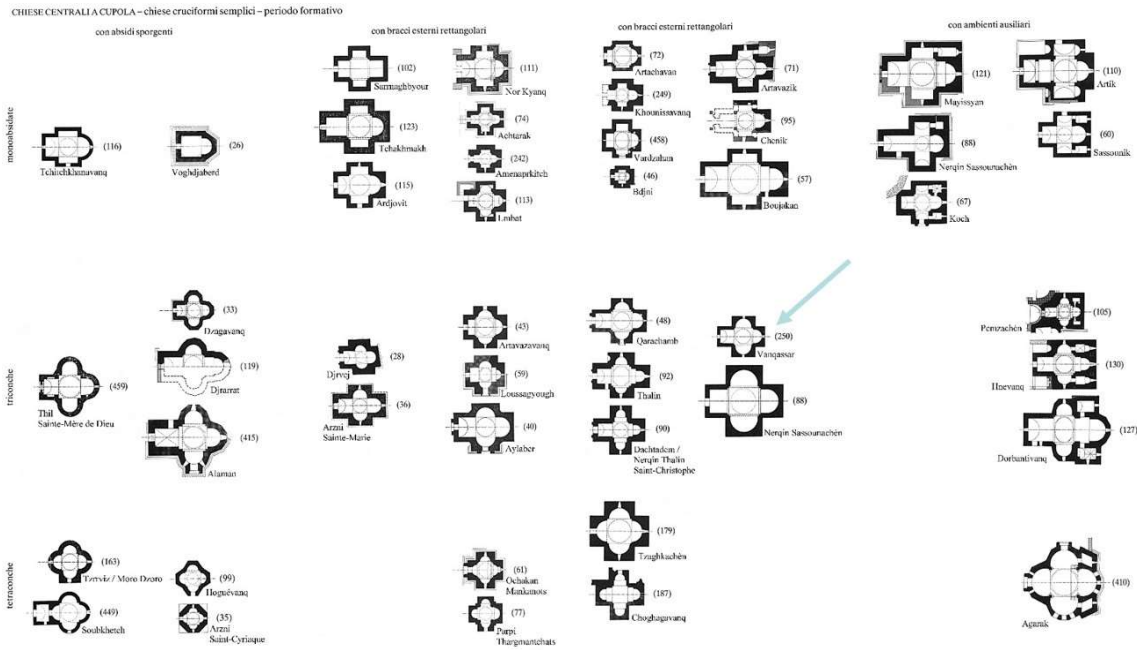 CHIESE CENTRALI A CUPOLA – chiese cruciformi semplici – periodo formativo
con absidi sporgenti
con bracci esterni rettangolari
con bracci esterni rettangolari
con ambienti ausiliari
monoabsidate
(116)
Tchitchkhanavanq
(26)
Voghdjaberd
(102)
Sarmaghbyour
(123)
Tchakhmakh
(115)
Ardjovit
(111)
Nor Kyanq
(74)
Achtarak
(242)
Amenaprkitch
(113)
Lmbat
(72)
Artachavan
(249)
Khounissavanq
(458)
Vardzahan
(46)
Bdjni
(71)
Artavazik
(95)
Chenik
(57)
Boujakan
(121)
Mayissyan
(88)
Nerqin Sassounachèn
(67)
Koch
(110)
Artik
(60)
Sassounik
triconche
(459)
Thil
Sainte-Mère de Dieu
(33)
Dzagavanq
(119)
Djrarrat
(415)
Alaman
(28)
Djrvej
(36)
Arzni
Sainte-Marie
(43)
Artavazavanq
(59)
Loussagyough
(40)
Aylaber
(48)
Qarachamb
(92)
Thalin
(90)
Dachtadem /
Nerqin Thalin
Saint-Christophe
(250)
Vanqassar
(88)
Nerqin Sassounachèn
(105)
Pemzachèn
(130)
Hnevanq
(127)
Dorbantivanq
tetraconche
(163)
Tzrviz / Moro Dzoro
(449)
Soubkhetch
(99)
Hoguévanq
(35)
Arzni
Saint-Cyriaque
(61)
Ochakan
Mankanots
(77)
Parpi
Thargmantchats
(179)
Tzaghkachèn
(187)
Choghagavanq
(410)
Agarak